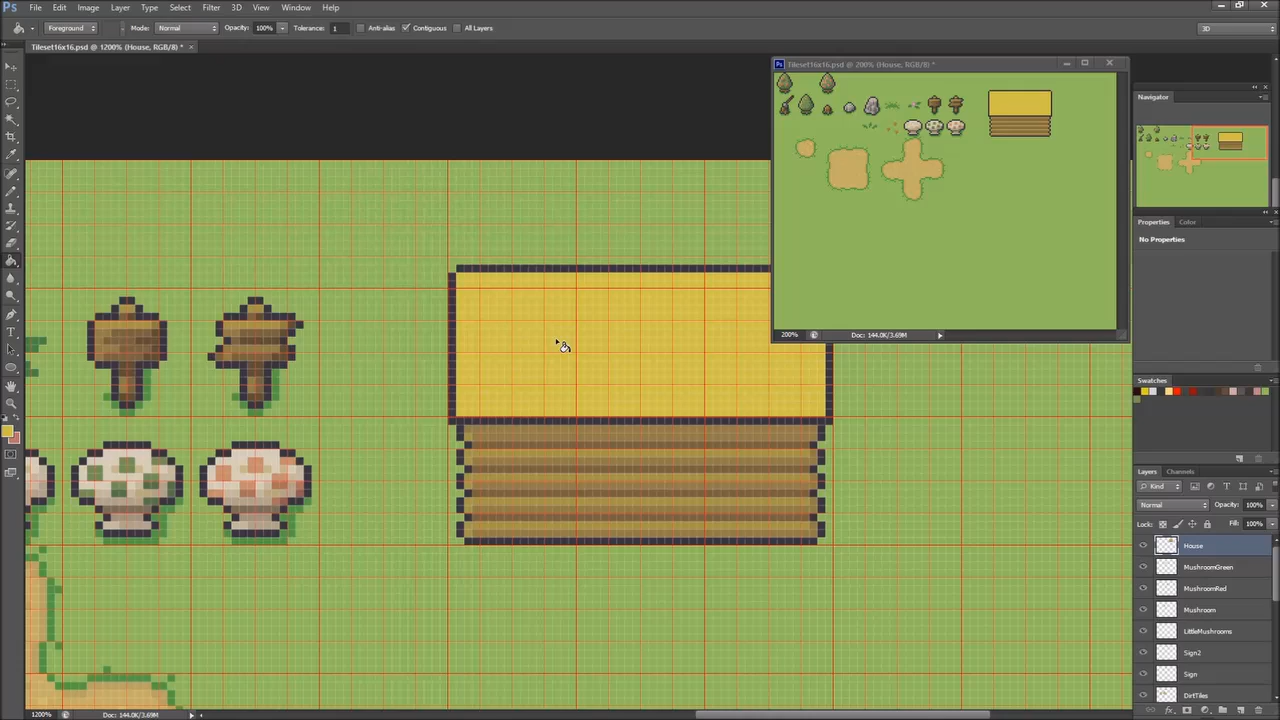 Ps File Edit Image Layer Type Select Filter 3D View Window Help
Foreground Mode: Normal Opacity: 100% Tolerance: 1 Anti-alias Contiguous All Layers 3D
Tileset16x16.psd @ 1200% (House, RGB/8) * ×
Ps Tileset16x16.psd @ 200% (House, RGB/8) *
200% Doc: 144.0K/3.69M
Navigator
Properties Color
No Properties
Swatches
Layers Channels
Kind
Normal Opacity: 100%
Lock: Fill: 100%
House
MushroomGreen
MushroomRed
Mushroom
LittleMushrooms
Sign2
Sign
DirtTiles
1200% Doc: 144.0K/3.69M